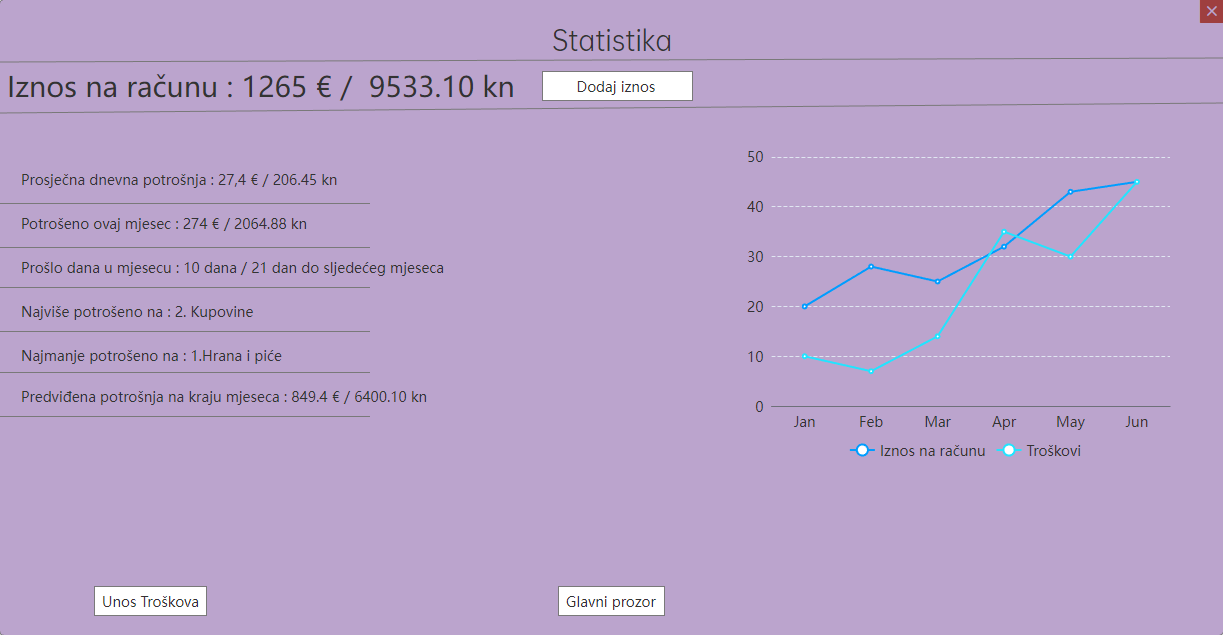 Statistika
Iznos na računu : 1265 € /  9533.10 kn
Dodaj iznos
Prosječna dnevna potrošnja : 27,4 € / 206.45 kn
Potrošeno ovaj mjesec : 274 € / 2064.88 kn
Prošlo dana u mjesecu : 10 dana / 21 dan do sljedećeg mjeseca
Najviše potrošeno na : 2. Kupovine
Najmanje potrošeno na : 1.Hrana i piće
Predviđena potrošnja na kraju mjeseca : 849.4 € / 6400.10 kn
50
40
30
20
10
0
Jan Feb Mar Apr May Jun
Iznos na računu Troškovi
Unos Troškova
Glavni prozor